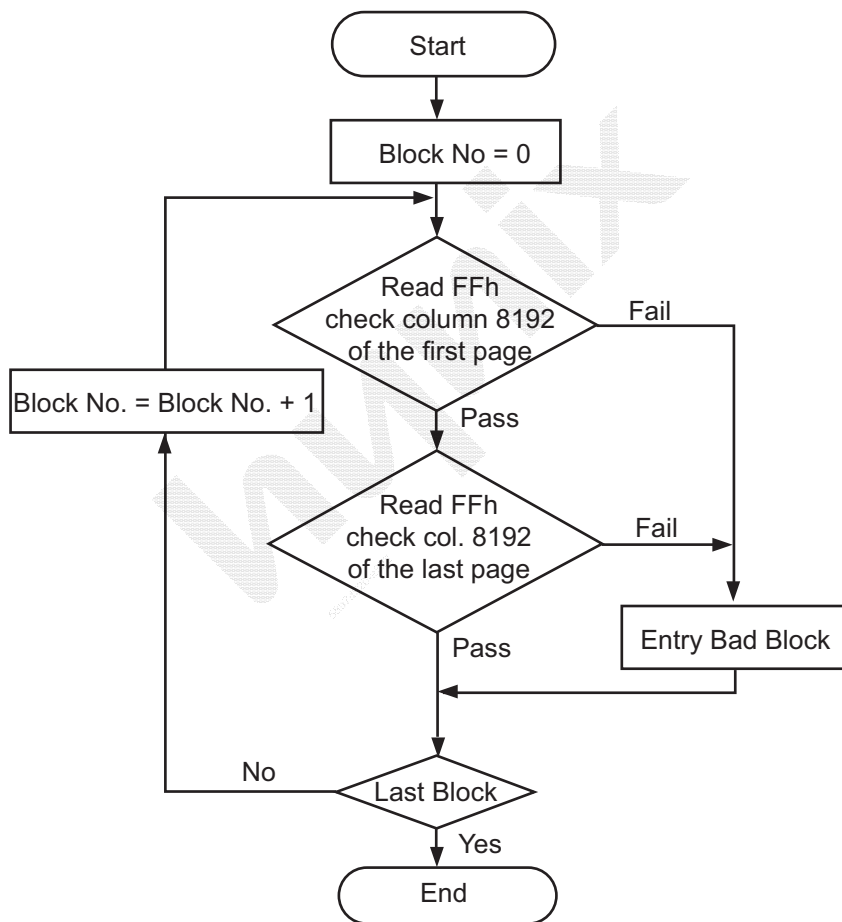 Start
Block No = 0
Read FFh
check column 8192
of the first page
Fail
Block No. = Block No. + 1
Pass
Read FFh
check col. 8192
of the last page
Fail
Pass
Entry Bad Block
No
Last Block
Yes
End
hynix